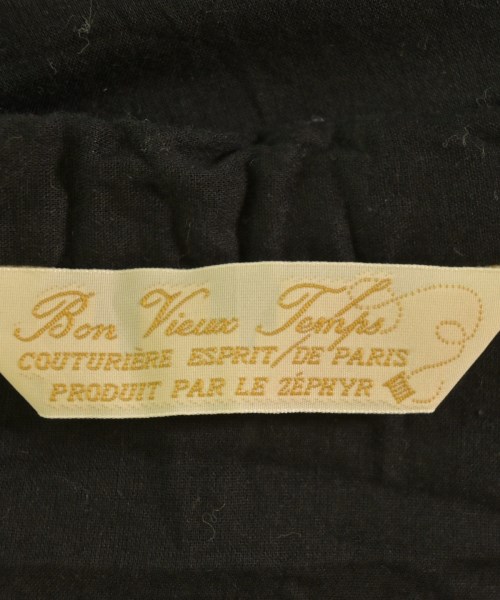 Bon Vieux Temps
COUTURIÈRE ESPRIT DE PARIS
PRODUIT PAR LE ZÉPHYR